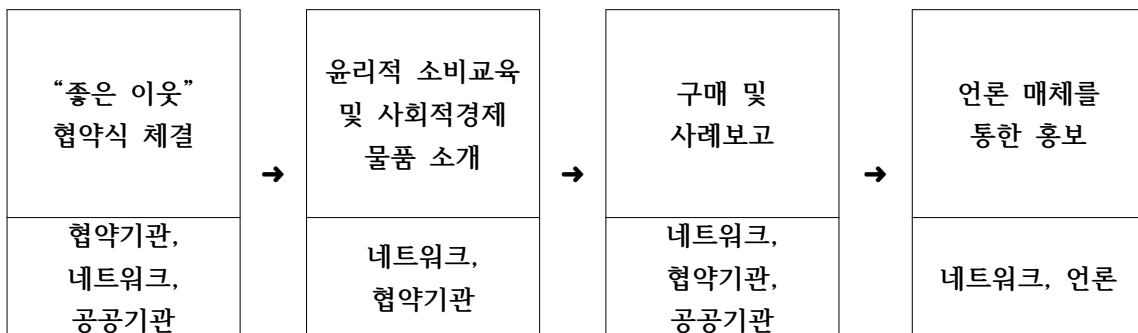 “좋은 이웃”
협약식 체결
협약기관,
네트워크,
공공기관
➜
윤리적 소비교육
및 사회적경제
물품 소개
네트워크,
협약기관
➜
구매 및
사례보고
네트워크,
협약기관,
공공기관
➜
언론 매체를
통한 홍보
네트워크, 언론